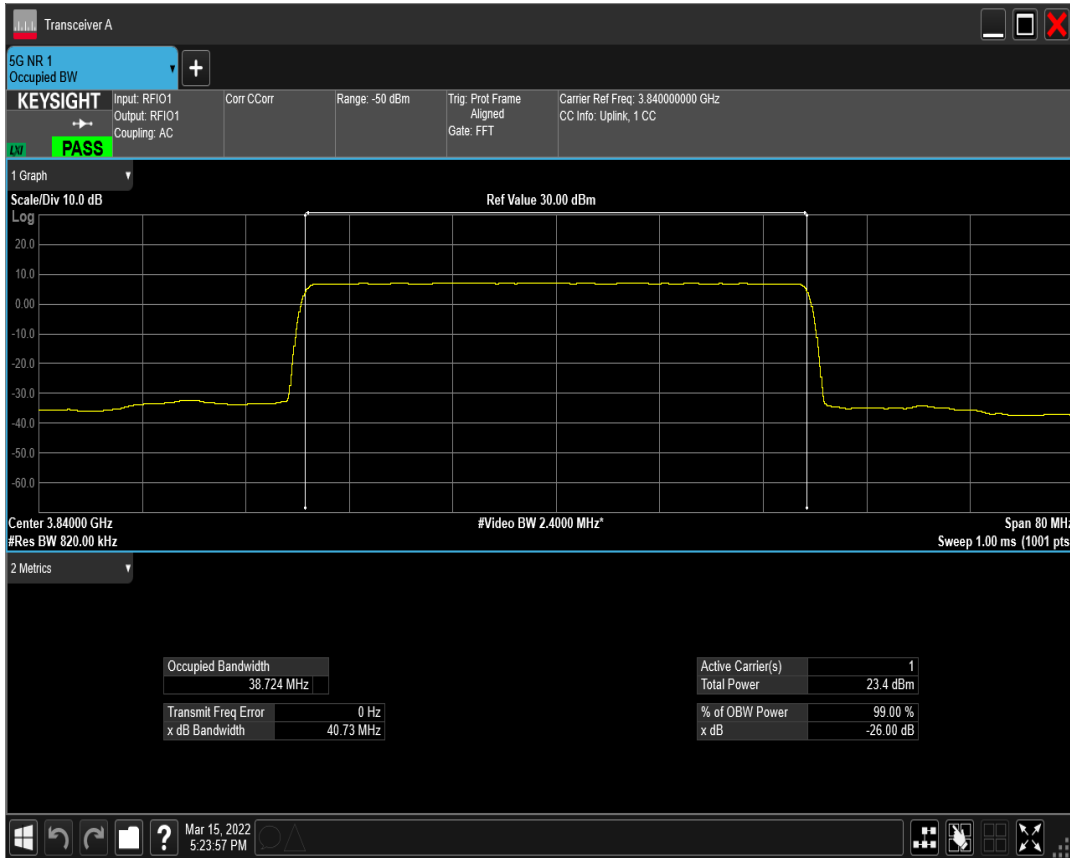 Transceiver A
5G NR 1
Occupied BW
KEYSIGHT
LXI
PASS
Input: RFIO1
Output: RFIO1
Coupling: AC
Corr CCorr
Range: -50 dBm
Trig: Prot Frame
Aligned
Gate: FFT
Carrier Ref Freq: 3.840000000 GHz
CC Info: Uplink, 1 CC
1 Graph
Scale/Div 10.0 dB
Ref Value 30.00 dBm
Log
20.0
10.0
0.00
-10.0
-20.0
-30.0
-40.0
-50.0
-60.0
Center 3.84000 GHz
#Video BW 2.4000 MHz*
Span 80 MHz
#Res BW 820.00 kHz
Sweep 1.00 ms (1001 pts
2 Metrics
Occupied Bandwidth
38.724 MHz
Transmit Freq Error 0 Hz
x dB Bandwidth 40.73 MHz
Active Carrier(s) 1
Total Power 23.4 dBm
% of OBW Power 99.00 %
x dB -26.00 dB
?
Mar 15, 2022
5:23:57 PM